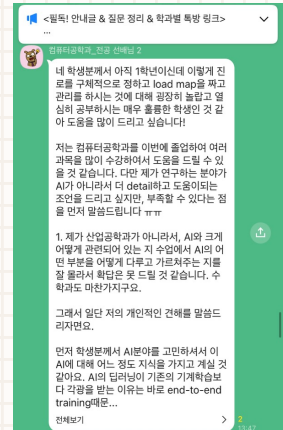 <필독! 안내글 & 질문 정리 & 학과별 톡방 링크>
...
컴퓨터공학과_전공 선배님 2
네 학생분께서 아직 1학년이신데 이렇게 진
로를 구체적으로 정하고 load map을 짜고
관리를 하시는 것에 대해 굉장히 놀랍고 열
심히 공부하시는 매우 훌륭한 학생인 것 같
아 도움을 많이 드리고 싶습니다!
저는 컴퓨터공학과를 이번에 졸업하여 여러
과목을 많이 수강하여서 도움을 드릴 수 있
을 것 같습니다. 다만 제가 연구하는 분야가
AI가 아니라서 더 detail하고 도움이되는
조언을 드리고 싶지만, 부족할 수 있다는 점
을 먼저 말씀드립니다 ㅠㅠ
1. 제가 산업공학과가 아니라서, AI와 크게
어떻게 관련되어 있는 지 수업에서 AI의 어
떤 부분을 어떻게 다루고 가르쳐주는 지를
잘 몰라서 확답은 못 드릴 것 같습니다. 수
학과도 마찬가지구요.
그래서 일단 저의 개인적인 견해를 말씀드
리자면요.
먼저 학생분께서 AI분야를 고민하셔서 이
AI에 대해 어느 정도 지식을 가지고 계실 것
같아요. AI의 딥러닝이 기존의 기계학습보
다 각광을 받는 이유는 바로 end-to-end
training때문...
전체보기
2
13:47